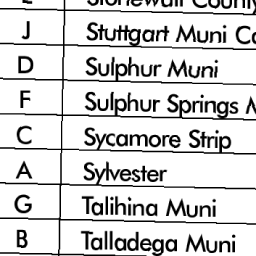 J Stuttgart Muni
D Sulphur Muni
F Sulphur Springs
C Sycamore Strip
A Sylvester
G Talihina Muni
B Talladega Muni